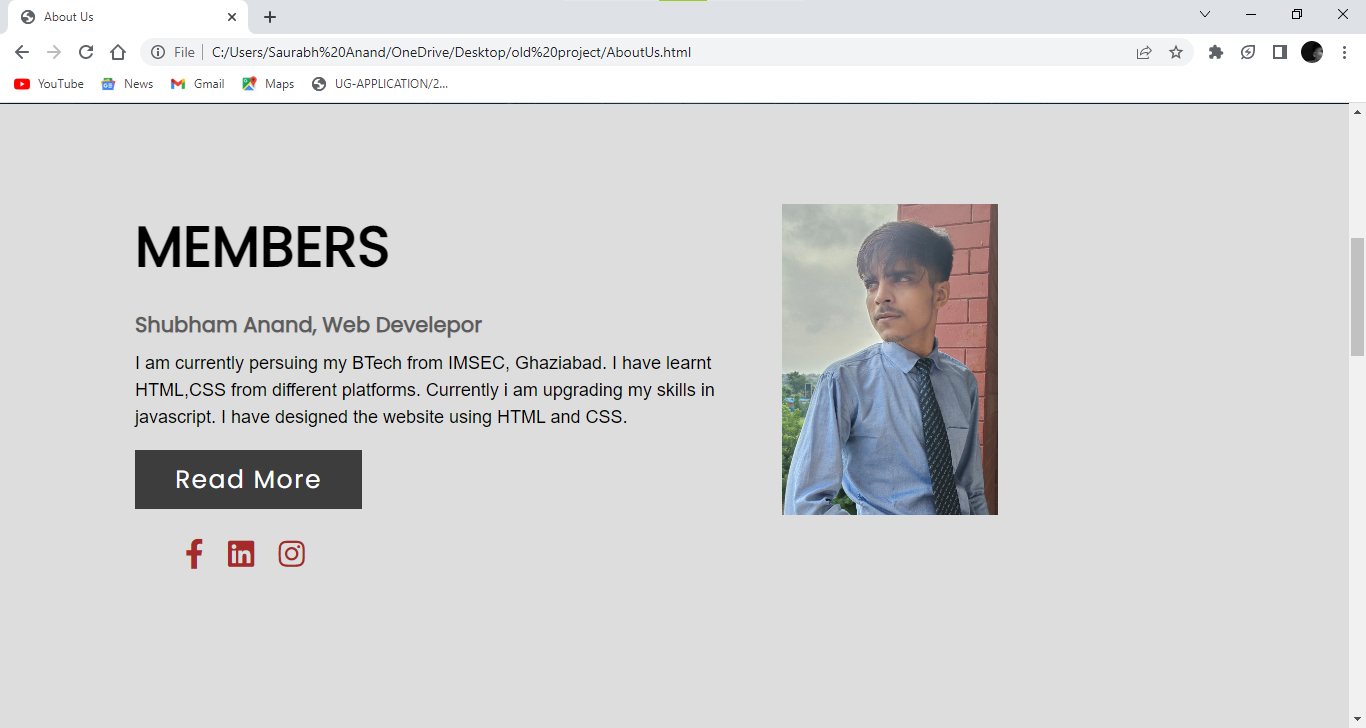 About Us
File
C:/Users/Saurabh%20Anand/OneDrive/Desktop/old%20project/AboutUs.html
YouTube
News
Gmail
Maps
UG-APPLICATION/2...
MEMBERS
Shubham Anand, Web Develepor
I am currently persuing my BTech from IMSEC, Ghaziabad. I have learnt
HTML,CSS from different platforms. Currently i am upgrading my skills in
javascript. I have designed the website using HTML and CSS.
Read More